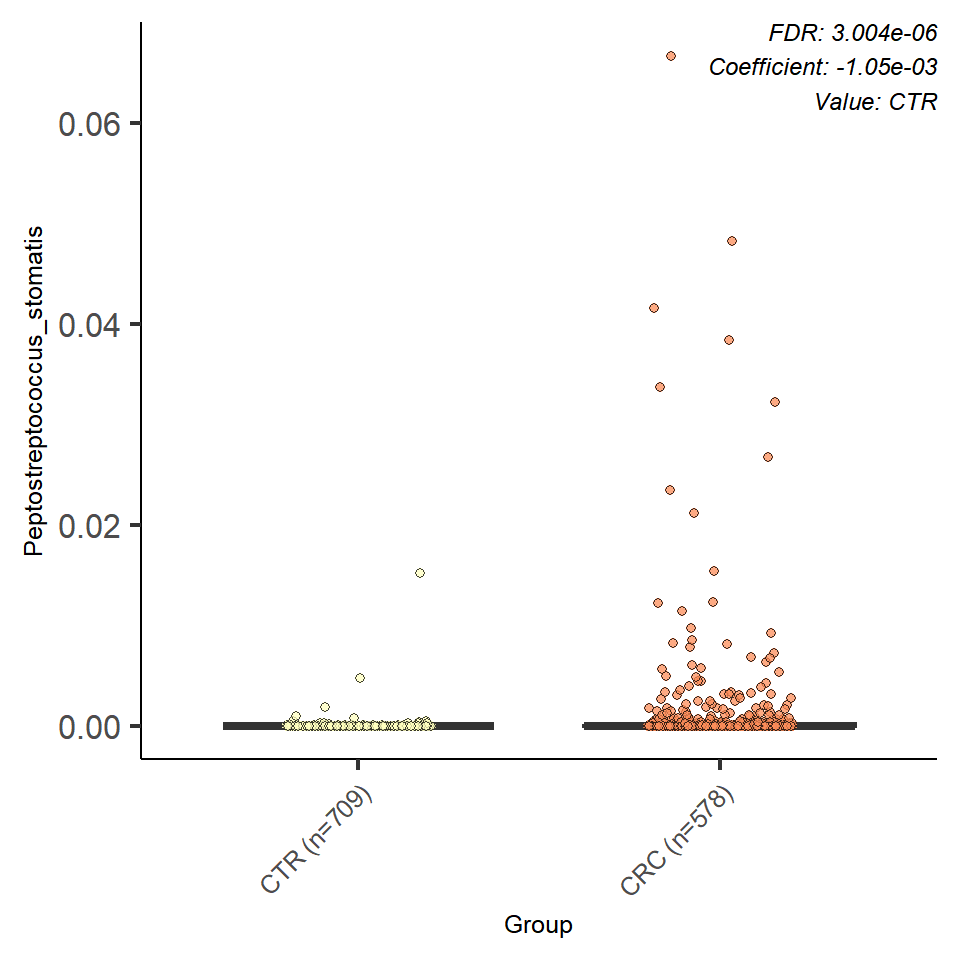 FDR: 3.004e-06
Coefficient: -1.05e-03
Value: CTR
Peptostreptococcus_stomatis
0.06
0.04
0.02
0.00
CTR (n=709)
CRC (n=578)
Group